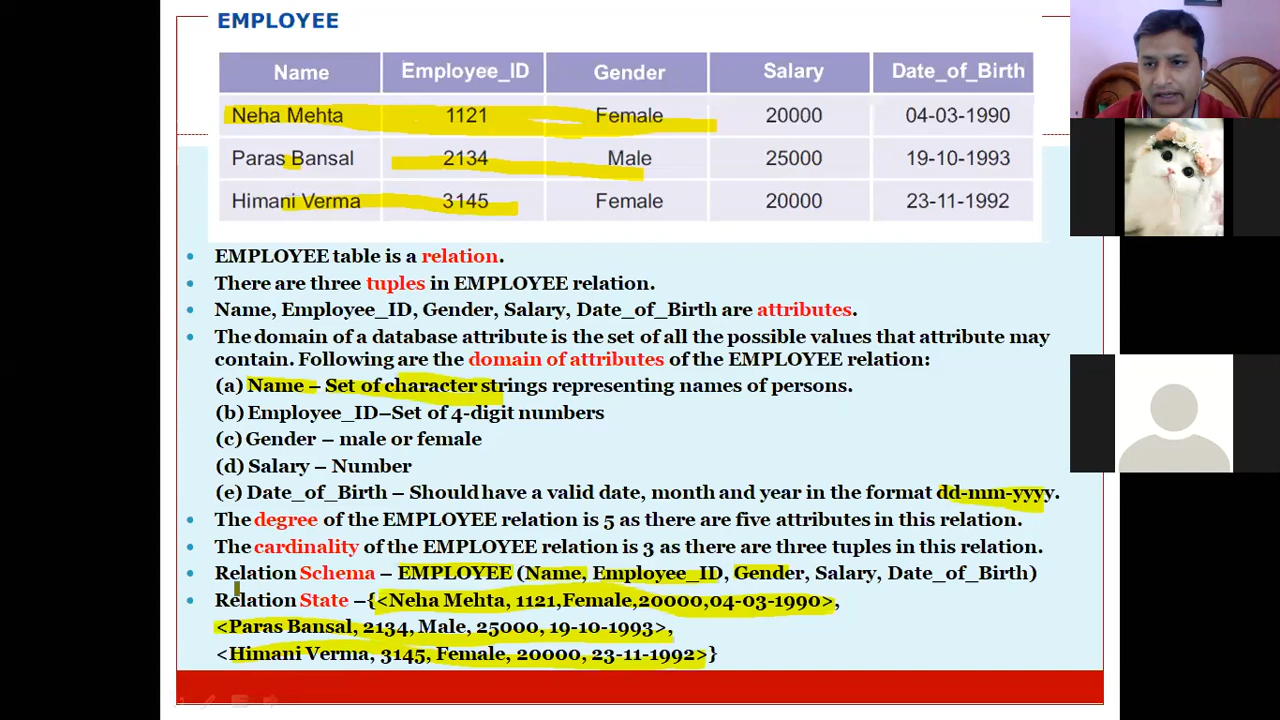 EMPLOYEE
Name Employee_ID Gender Salary Date_of_Birth
Neha Mehta 1121 Female 20000 04-03-1990
Paras Bansal 2134 Male 25000 19-10-1993
Himani Verma 3145 Female 20000 23-11-1992
• EMPLOYEE table is a relation.
• There are three tuples in EMPLOYEE relation.
• Name, Employee_ID, Gender, Salary, Date_of_Birth are attributes.
• The domain of a database attribute is the set of all the possible values that attribute may
contain. Following are the domain of attributes of the EMPLOYEE relation:
(a) Name – Set of character strings representing names of persons.
(b) Employee_ID–Set of 4-digit numbers
(c) Gender – male or female
(d) Salary – Number
(e) Date_of_Birth – Should have a valid date, month and year in the format dd-mm-yyyy.
• The degree of the EMPLOYEE relation is 5 as there are five attributes in this relation.
• The cardinality of the EMPLOYEE relation is 3 as there are three tuples in this relation.
• Relation Schema – EMPLOYEE (Name, Employee_ID, Gender, Salary, Date_of_Birth)
• Relation State –{<Neha Mehta, 1121,Female,20000,04-03-1990>,
<Paras Bansal, 2134, Male, 25000, 19-10-1993>,
<Himani Verma, 3145, Female, 20000, 23-11-1992>}